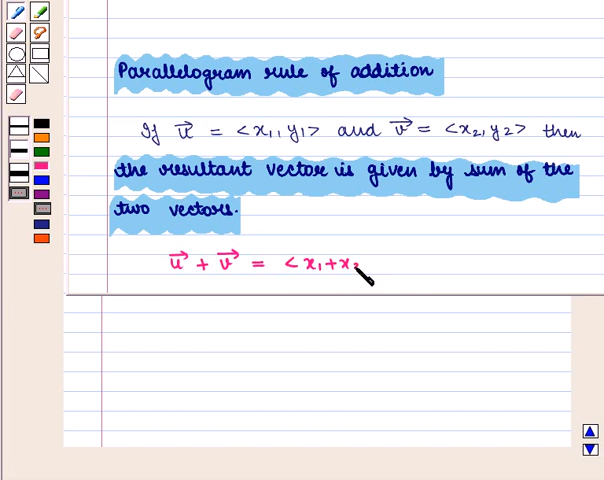 Parallelogram rule of addition
If u⃗ = <x₁, y₁> and v⃗ = <x₂, y₂> then
the resultant vector is given by sum of the
two vectors.
u⃗ + v⃗ = <x₁+x₂